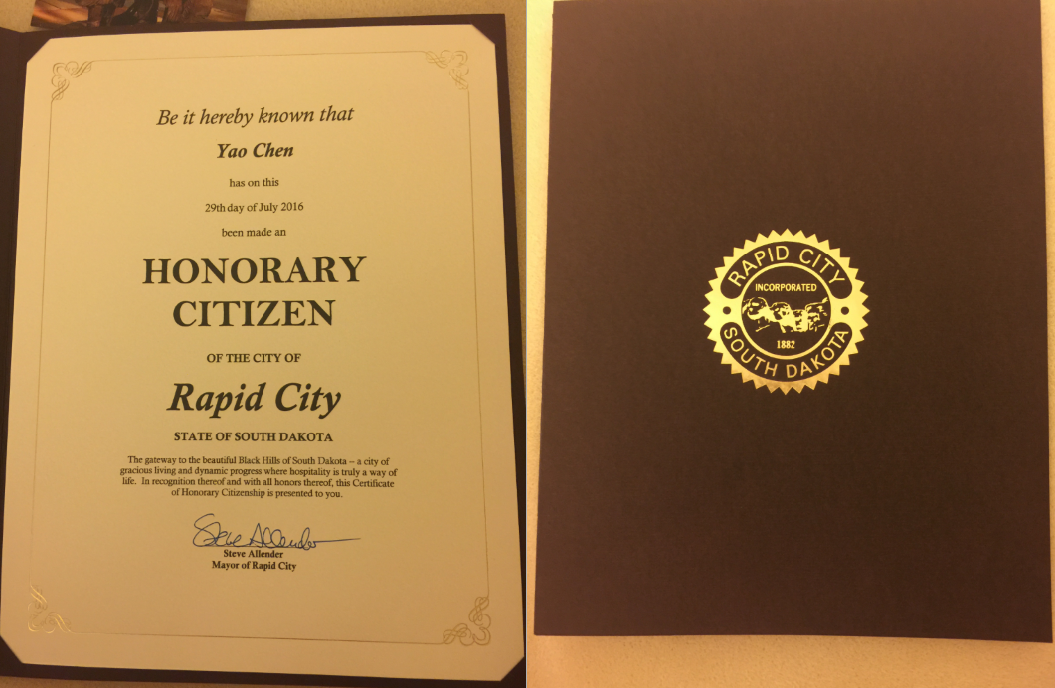 Be it hereby known that
Yao Chen
has on this
29th day of July 2016
been made an
HONORARY
CITIZEN
OF THE CITY OF
Rapid City
STATE OF SOUTH DAKOTA
The gateway to the beautiful Black Hills of South Dakota – a city of
gracious living and dynamic progress where hospitality is truly a way of
life. In recognition thereof and with all honors thereof, this Certificate
of Honorary Citizenship is presented to you.
Steve Allender
Steve Allender
Mayor of Rapid City
RAPID CITY
INCORPORATED
1882
SOUTH DAKOTA